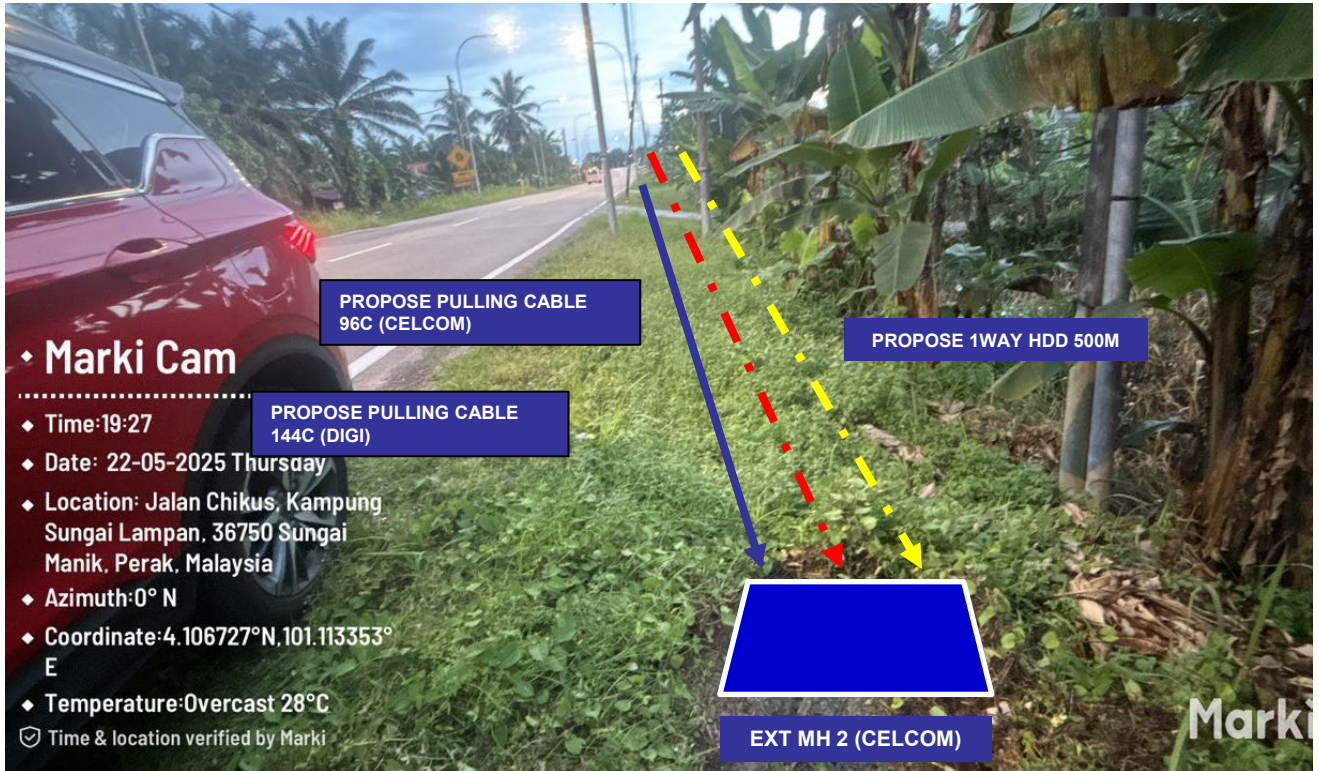 PROPOSE PULLING CABLE
96C (CELCOM)
PROPOSE 1WAY HDD 500M
Marki Cam
PROPOSE PULLING CABLE
144C (DIGI)
Time:19:27
Date: 22-05-2025 Thursday
Location: Jalan Chikus, Kampung
Sungai Lampan, 36750 Sungai
Manik, Perak, Malaysia
Azimuth:0° N
Coordinate:4.106727°N,101.113353°
E
Temperature:Overcast 28°C
Time & location verified by Marki
EXT MH 2 (CELCOM)
Marki